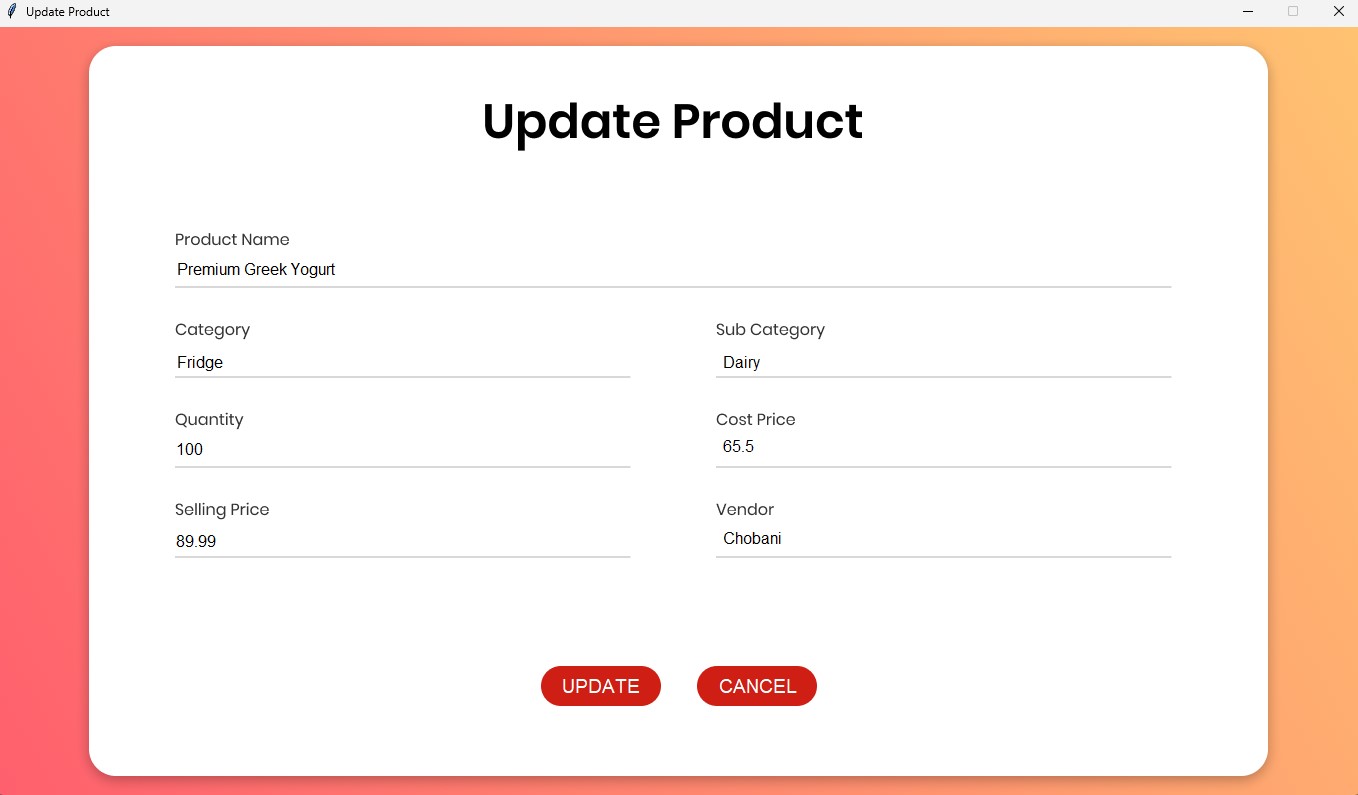 Update Product
Update Product
Product Name
Premium Greek Yogurt
Category
Sub Category
Fridge
Dairy
Quantity
Cost Price
100
65.5
Selling Price
Vendor
89.99
Chobani
UPDATE
CANCEL